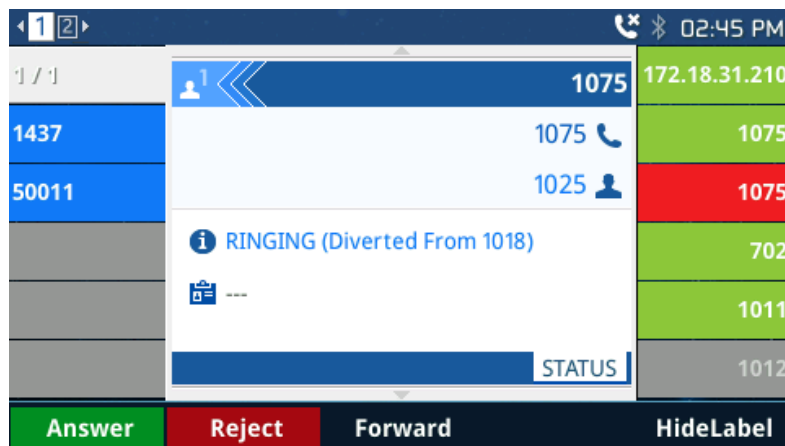 1 2 02:45 PM
1 / 1
1437
50011
1 1075
1075
1025
RINGING (Diverted From 1018)
---
STATUS
172.18.31.210
1075
1075
702
1011
1012
Answer Reject Forward HideLabel